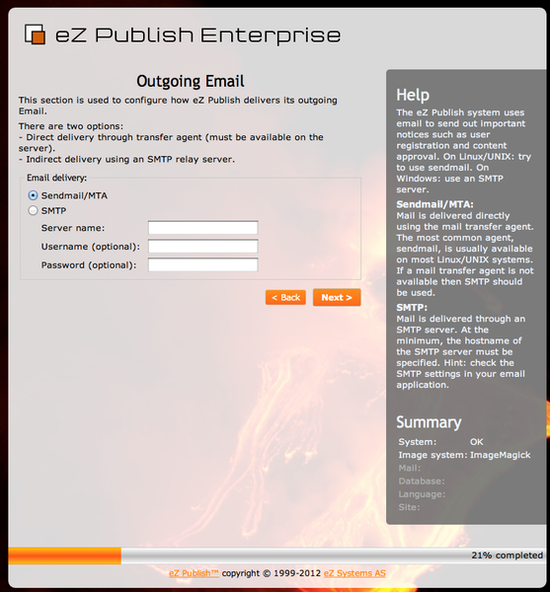 eZ Publish Enterprise
Outgoing Email
This section is used to configure how eZ Publish delivers its outgoing
Email.
There are two options:
- Direct delivery through transfer agent (must be available on the
server).
- Indirect delivery using an SMTP relay server.
Email delivery:
Sendmail/MTA
SMTP
Server name:
Username (optional):
Password (optional):
< Back
Next >
Help
The eZ Publish system uses
email to send out important
notices such as user
registration and content
approval. On Linux/UNIX: try
to use sendmail. On
Windows: use an SMTP
server.
Sendmail/MTA:
Mail is delivered directly
using the mail transfer agent.
The most common agent,
sendmail, is usually available
on most Linux/UNIX systems.
If a mail transfer agent is not
available then SMTP should
be used.
SMTP:
Mail is delivered through an
SMTP server. At the
minimum, the hostname of
the SMTP server must be
specified. Hint: check the
SMTP settings in your email
application.
Summary
System: OK
Image system: ImageMagick
Mail:
Database:
Language:
Site:
21% completed
eZ Publish™ copyright © 1999-2012 eZ Systems AS